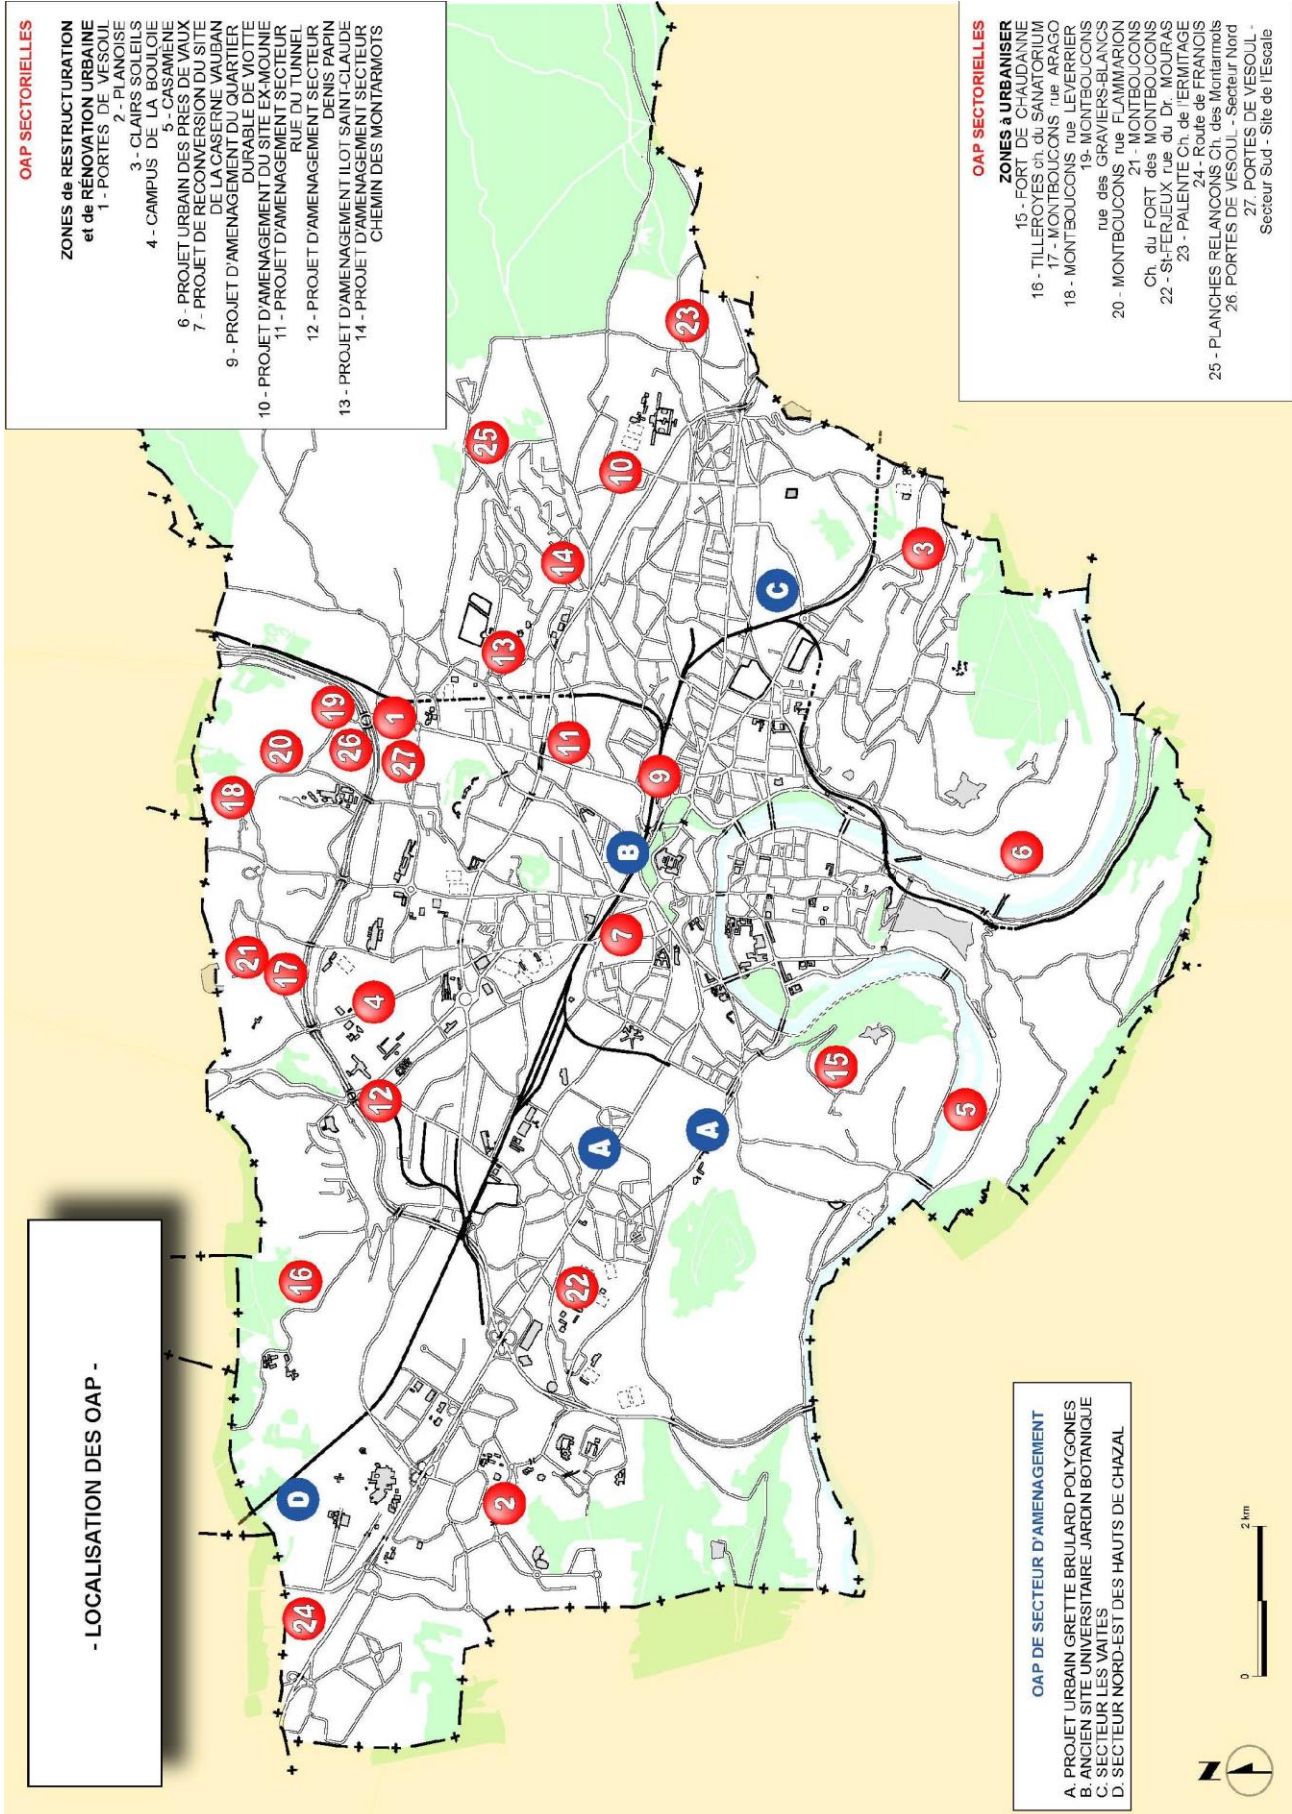 - LOCALISATION DES OAP -
OAP SECTORIELLES
ZONES de RESTRUCTURATION
et de RÉNOVATION URBAINE
1 - PORTES DE VESOUL
2 - PLANOISE
3 - CLAIRS SOLEILS
4 - CAMPUS DE LA BOULOIE
5 - CASAMÈNE
6 - PROJET URBAIN DES PRES DE VAUX
7 - PROJET DE RECONVERSION DU SITE
DE LA CASERNE VAUBAN
9 - PROJET D'AMENAGEMENT DU QUARTIER
DURABLE DE VIOTTE
10 - PROJET D'AMENAGEMENT DU SITE EX-MOUNIE
11 - PROJET D'AMENAGEMENT SECTEUR
RUE DU TUNNEL
12 - PROJET D'AMENAGEMENT SECTEUR
DENIS PAPIN
13 - PROJET D'AMENAGEMENT ILOT SAINT-CLAUDE
14 - PROJET D'AMENAGEMENT SECTEUR
CHEMIN DES MONTARMOTS
24
D
16
21
17
18
20
19
26
1
27
4
12
13
25
2
22
A
A
7
B
11
9
14
10
23
C
3
15
5
6
OAP DE SECTEUR D'AMENAGEMENT
A. PROJET URBAIN GRETTE BRULARD POLYGONES
B. ANCIEN SITE UNIVERSITAIRE JARDIN BOTANIQUE
C. SECTEUR LES VAITES
D. SECTEUR NORD-EST DES HAUTS DE CHAZAL
OAP SECTORIELLES
ZONES à URBANISER
15 - FORT DE CHAUDANNE
16 - TILLEROYES ch. du SANATORIUM
17 - MONTBOUCONS rue ARAGO
18 - MONTBOUCONS rue LEVERRIER
19- MONTBOUCONS
rue des GRAVIERS-BLANCS
20 - MONTBOUCONS rue FLAMMARION
21 - MONTBOUCONS
Ch. du FORT des MONTBOUCONS
22 - St-FERJEUX rue du Dr. MOURAS
23 - PALENTE Ch. de l'ERMITAGE
24 - Route de FRANOIS
25 - PLANCHES RELANCONS Ch. des Montarmots
26. PORTES DE VESOUL - Secteur Nord
27. PORTES DE VESOUL -
Secteur Sud - Site de l'Escale
N
0
2 km